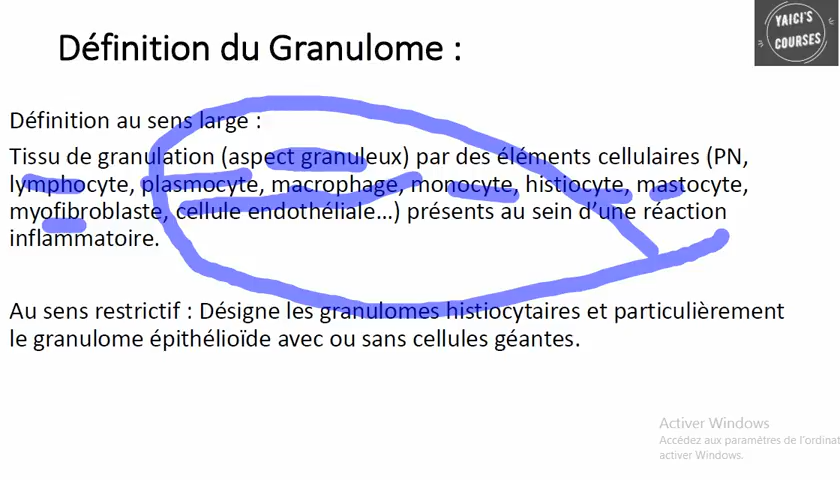 YAICI'S
COURSES
Définition du Granulome :
Définition au sens large :
Tissu de granulation (aspect granuleux) par des éléments cellulaires (PN,
lymphocyte, plasmocyte, macrophage, monocyte, histiocyte, mastocyte,
myofibroblaste, cellule endothéliale...) présents au sein d'une réaction
inflammatoire.
Au sens restrictif : Désigne les granulomes histiocytaires et particulièrement
le granulome épithélioïde avec ou sans cellules géantes.
Activer Windows
Accédez aux paramètres de l'ordinat
activer Windows.